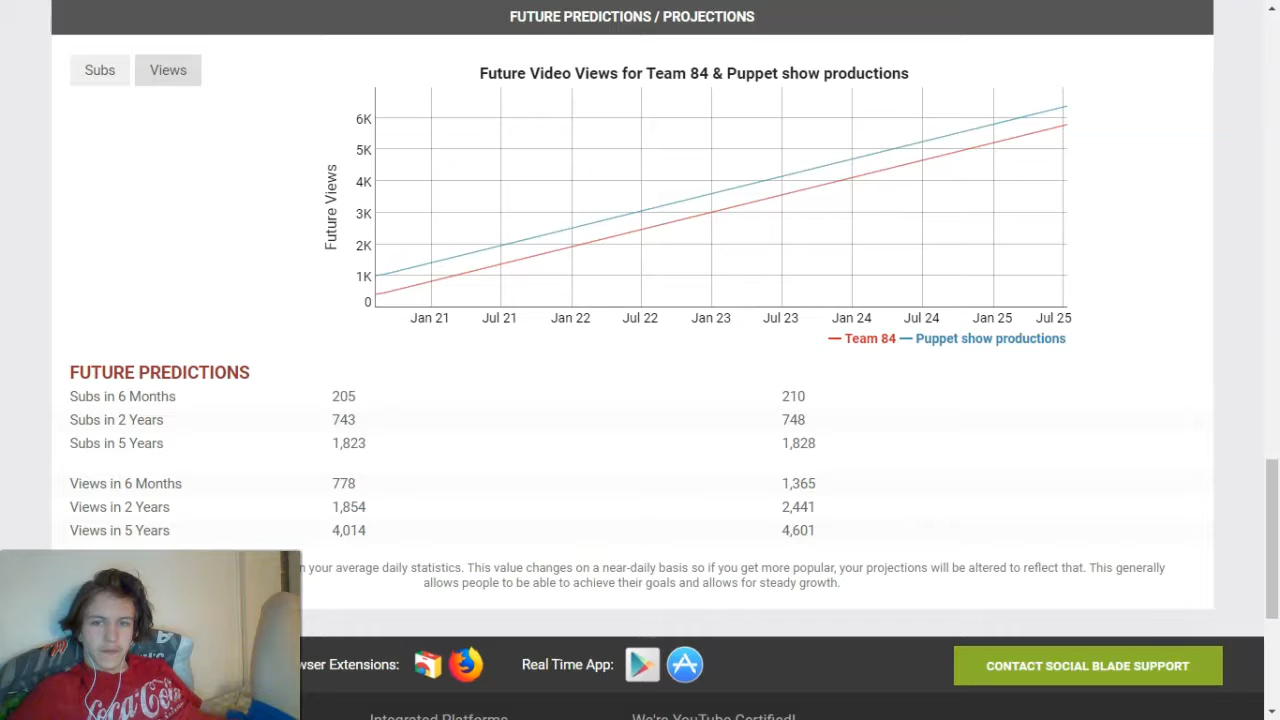 FUTURE PREDICTIONS / PROJECTIONS
Subs
Views
Future Video Views for Team 84 & Puppet show productions
Future Views
6K
5K
4K
3K
2K
1K
0
Jan 21 Jul 21 Jan 22 Jul 22 Jan 23 Jul 23 Jan 24 Jul 24 Jan 25 Jul 25
Team 84 Puppet show productions
FUTURE PREDICTIONS
Subs in 6 Months 205 210
Subs in 2 Years 743 748
Subs in 5 Years 1,823 1,828
Views in 6 Months 778 1,365
Views in 2 Years 1,854 2,441
Views in 5 Years 4,014 4,601
your average daily statistics. This value changes on a near-daily basis so if you get more popular, your projections will be altered to reflect that. This generally
allows people to be able to achieve their goals and allows for steady growth.
Extensions: Real Time App: CONTACT SOCIAL BLADE SUPPORT
Integrated Platforms We're YouTube Certified!
Coca Co